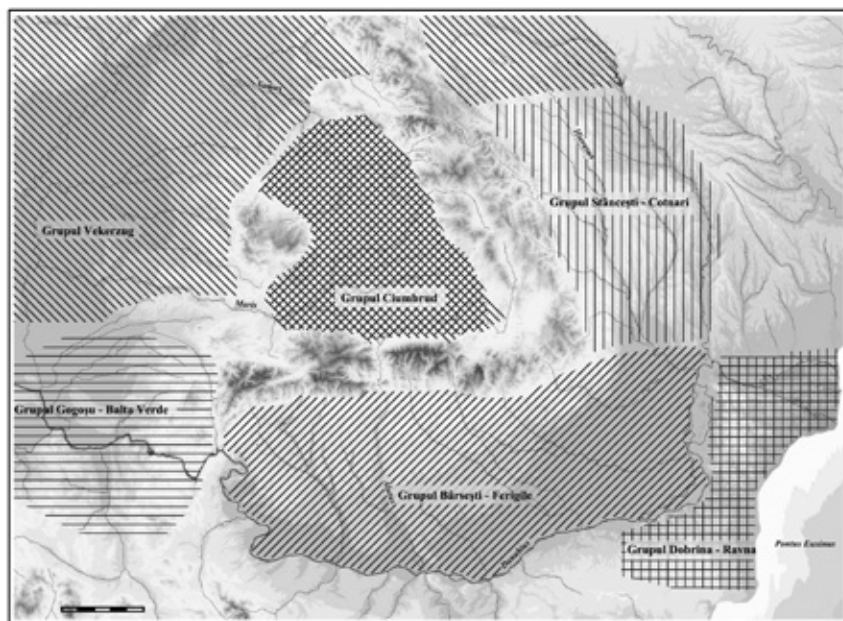 Grupul Vekerzug
Grupul Stâncești - Cotnari
Grupul Ciumbrud
Grupul Gogoșu - Balta Verde
Grupul Bârsești - Ferigile
Grupul Dobrina - Ravna
Pontus Euxinus